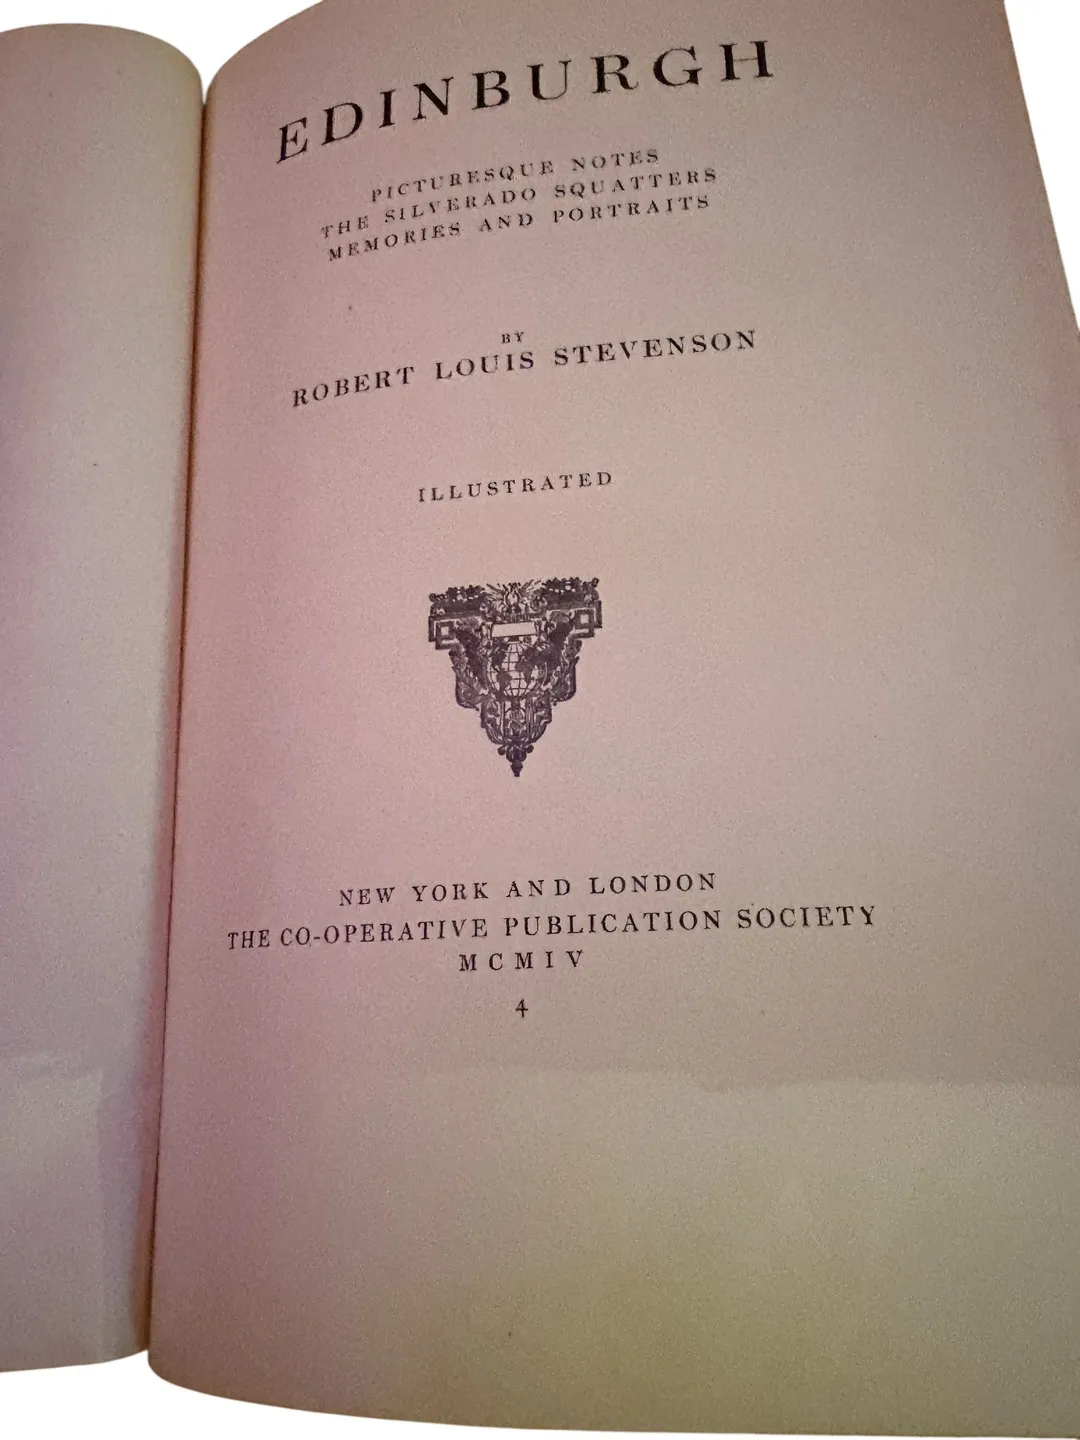 EDINBURGH
PICTURESQUE NOTES
THE SILVERADO SQUATTERS
MEMORIES AND PORTRAITS
BY
ROBERT LOUIS STEVENSON
ILLUSTRATED
NEW YORK AND LONDON
THE CO-OPERATIVE PUBLICATION SOCIETY
MCMIV
4